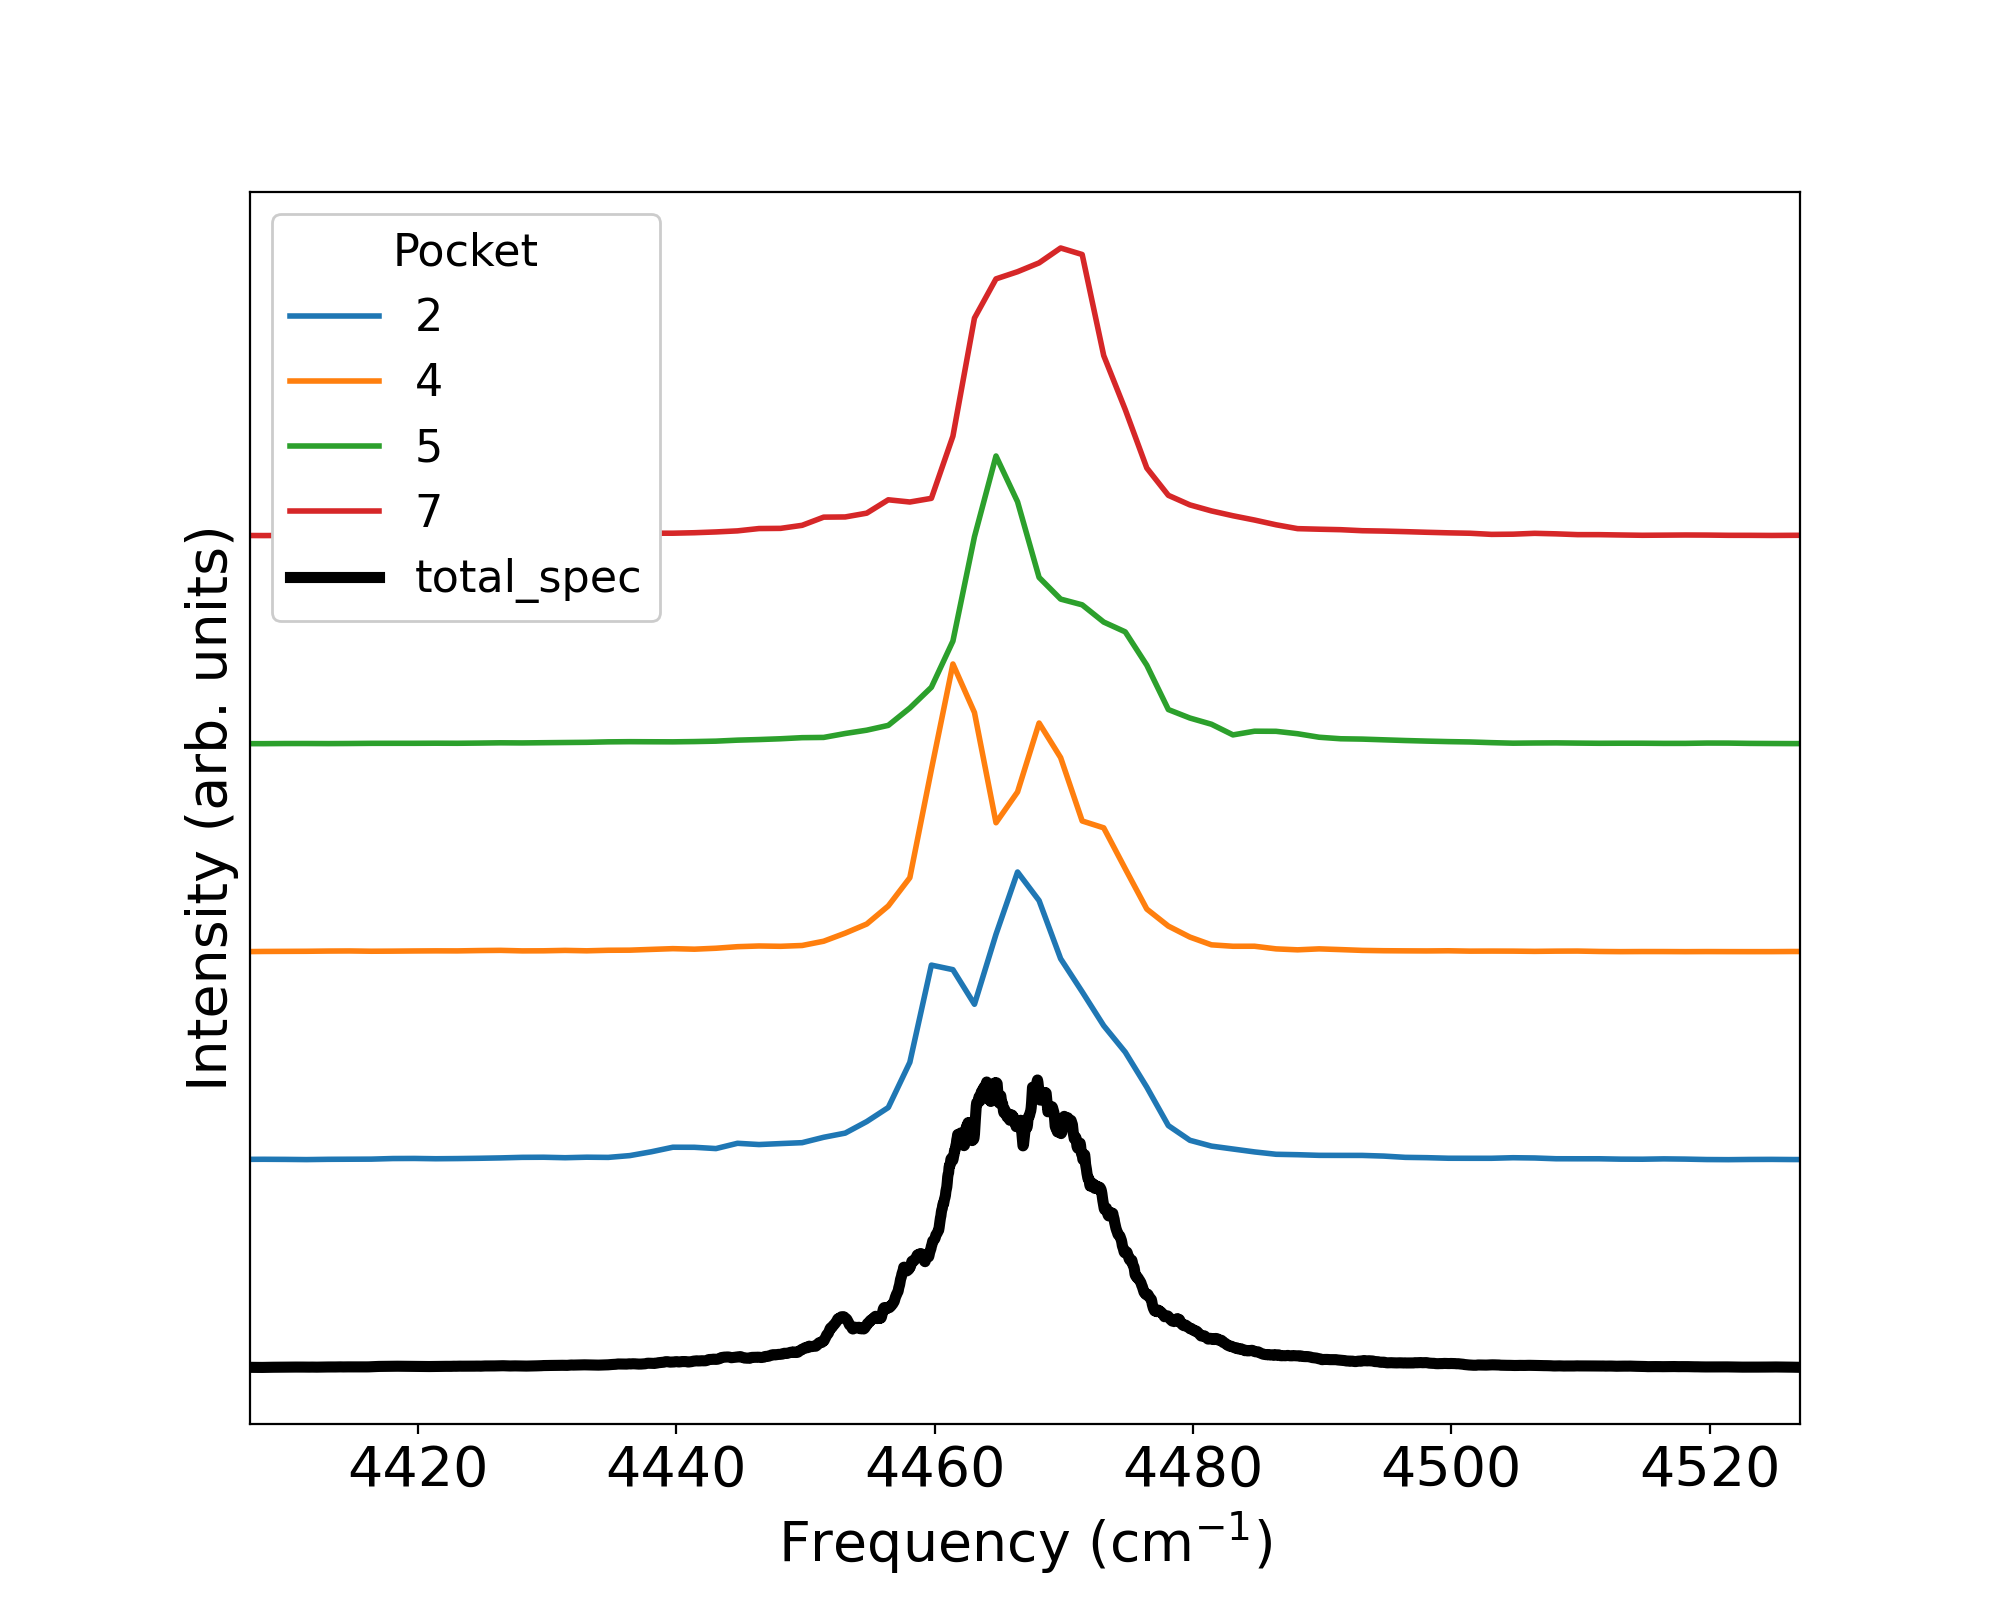 Pocket
2
4
5
7
total_spec
Intensity (arb. units)
4420 4440 4460 4480 4500 4520
Frequency (cm⁻¹)